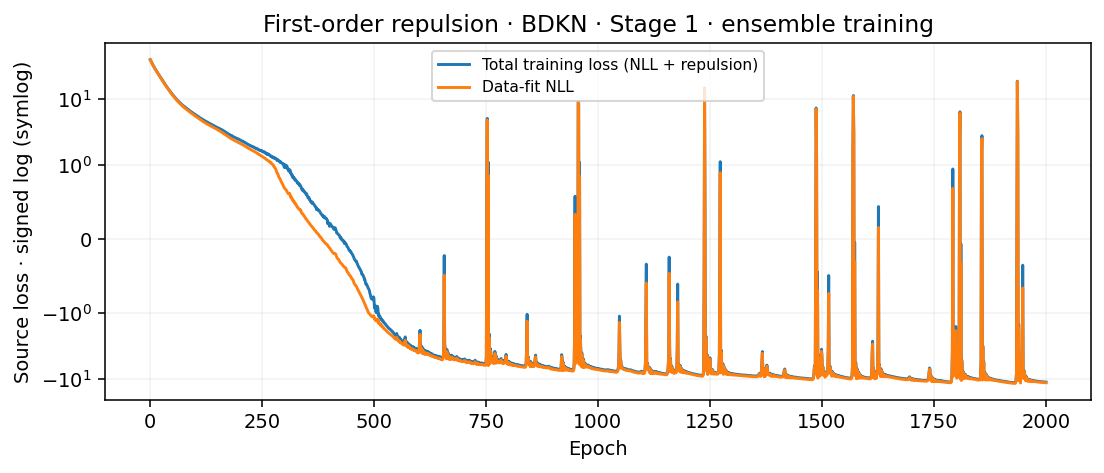 First-order repulsion · BDKN · Stage 1 · ensemble training
Total training loss (NLL + repulsion)
Data-fit NLL
Source loss · signed log (symlog)
10¹
10⁰
0
−10⁰
−10¹
0 250 500 750 1000 1250 1500 1750 2000
Epoch